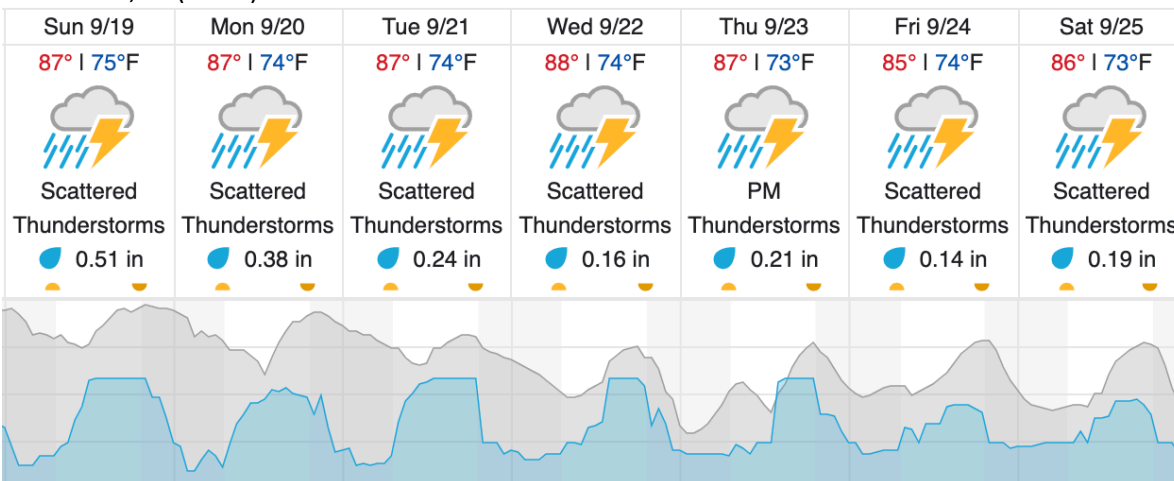 Sun 9/19
87° | 75°F
Scattered
Thunderstorms
0.51 in
Mon 9/20
87° | 74°F
Scattered
Thunderstorms
0.38 in
Tue 9/21
87° | 74°F
Scattered
Thunderstorms
0.24 in
Wed 9/22
88° | 74°F
Scattered
Thunderstorms
0.16 in
Thu 9/23
87° | 73°F
PM
Thunderstorms
0.21 in
Fri 9/24
85° | 74°F
Scattered
Thunderstorms
0.14 in
Sat 9/25
86° | 73°F
Scattered
Thunderstorms
0.19 in